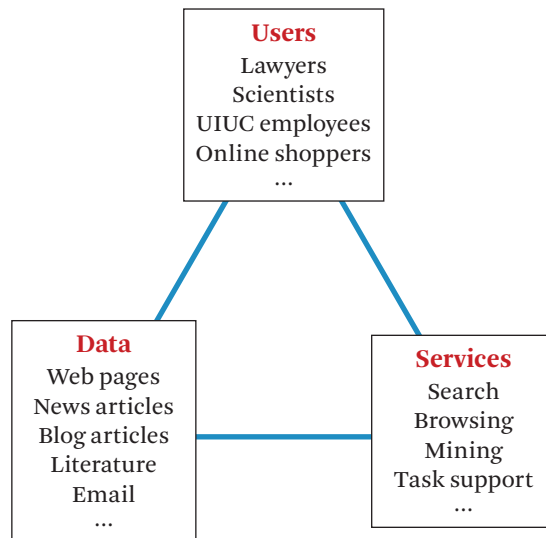 Users
Lawyers
Scientists
UIUC employees
Online shoppers
...
Data
Web pages
News articles
Blog articles
Literature
Email
...
Services
Search
Browsing
Mining
Task support
...